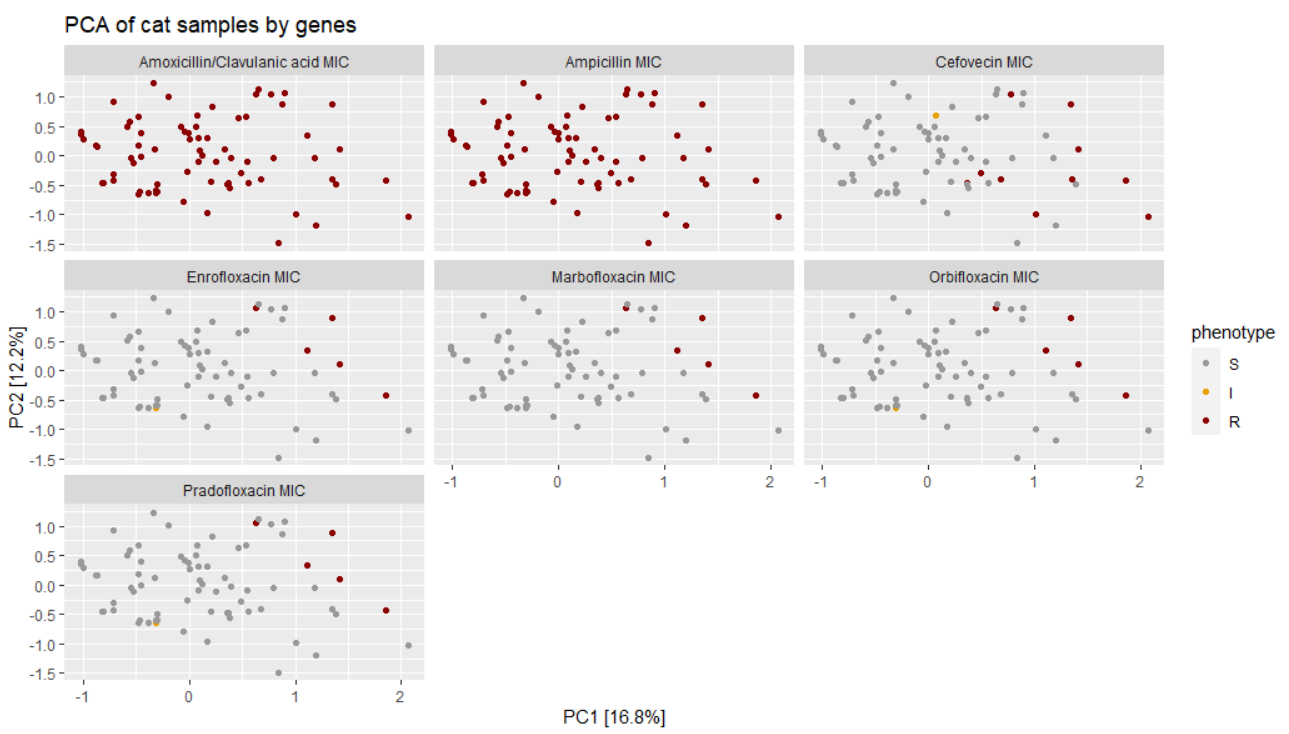 PCA of cat samples by genes
Amoxicillin/Clavulanic acid MIC
Ampicillin MIC
Cefovecin MIC
1.0
0.5
0.0
-0.5
-1.0
-1.5
Enrofloxacin MIC
Marbofloxacin MIC
Orbifloxacin MIC
1.0
0.5
0.0
-0.5
-1.0
-1.5
-1 0 1 2
-1 0 1 2
Pradofloxacin MIC
1.0
0.5
0.0
-0.5
-1.0
-1.5
-1 0 1 2
PC2 [12.2%]
PC1 [16.8%]
phenotype
S
I
R